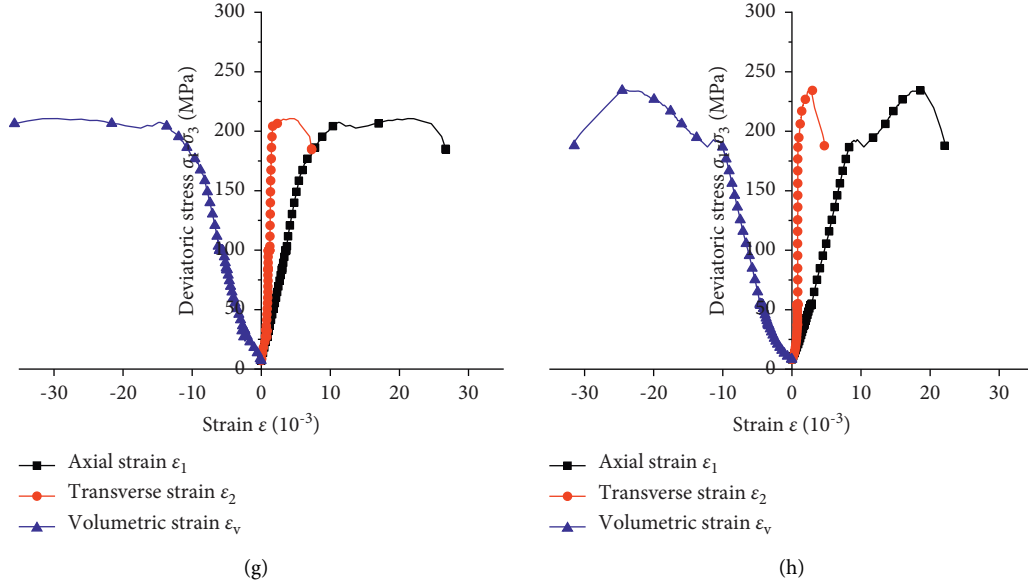 300
250
200
150
100
50
0
Deviatoric stress σ1-σ3 (MPa)
-30 -20 -10 0 10 20 30
Strain ε (10-3)
Axial strain ε1
Transverse strain ε2
Volumetric strain εv
(g)
300
250
200
150
100
50
0
Deviatoric stress σ1-σ3 (MPa)
-30 -20 -10 0 10 20 30
Strain ε (10-3)
Axial strain ε1
Transverse strain ε2
Volumetric strain εv
(h)